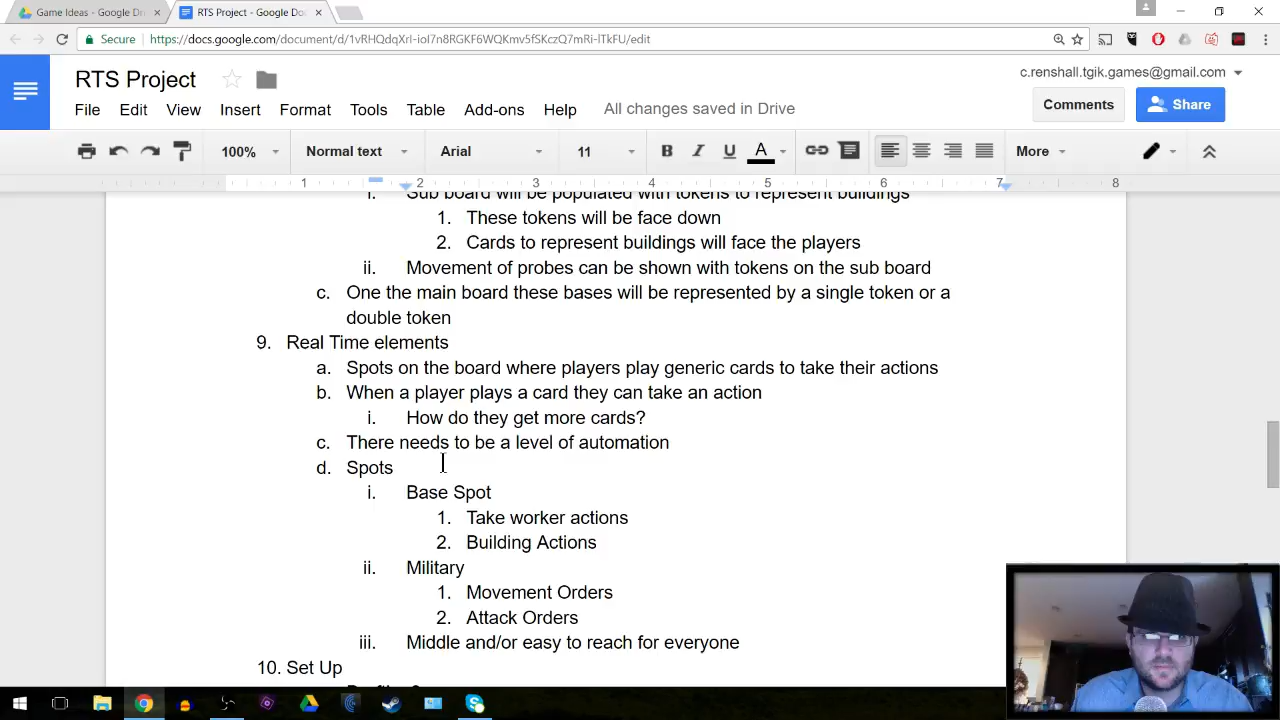 Game Ideas - Google Dri
RTS Project - Google Doc
Secure
https://docs.google.com/document/d/1vRHQdqXrI-ioI7n8RGKF6WQKmv5fSKczQ7mRi-lTkFU/edit
RTS Project
c.renshall.tgik.games@gmail.com
File Edit View Insert Format Tools Table Add-ons Help All changes saved in Drive
Comments
Share
100% Normal text Arial 11 B I U A More
1 2 3 4 5 6 7 8
i. Sub board will be populated with tokens to represent buildings
1. These tokens will be face down
2. Cards to represent buildings will face the players
ii. Movement of probes can be shown with tokens on the sub board
c. One the main board these bases will be represented by a single token or a
double token
9. Real Time elements
a. Spots on the board where players play generic cards to take their actions
b. When a player plays a card they can take an action
i. How do they get more cards?
c. There needs to be a level of automation
d. Spots
i. Base Spot
1. Take worker actions
2. Building Actions
ii. Military
1. Movement Orders
2. Attack Orders
iii. Middle and/or easy to reach for everyone
10. Set Up